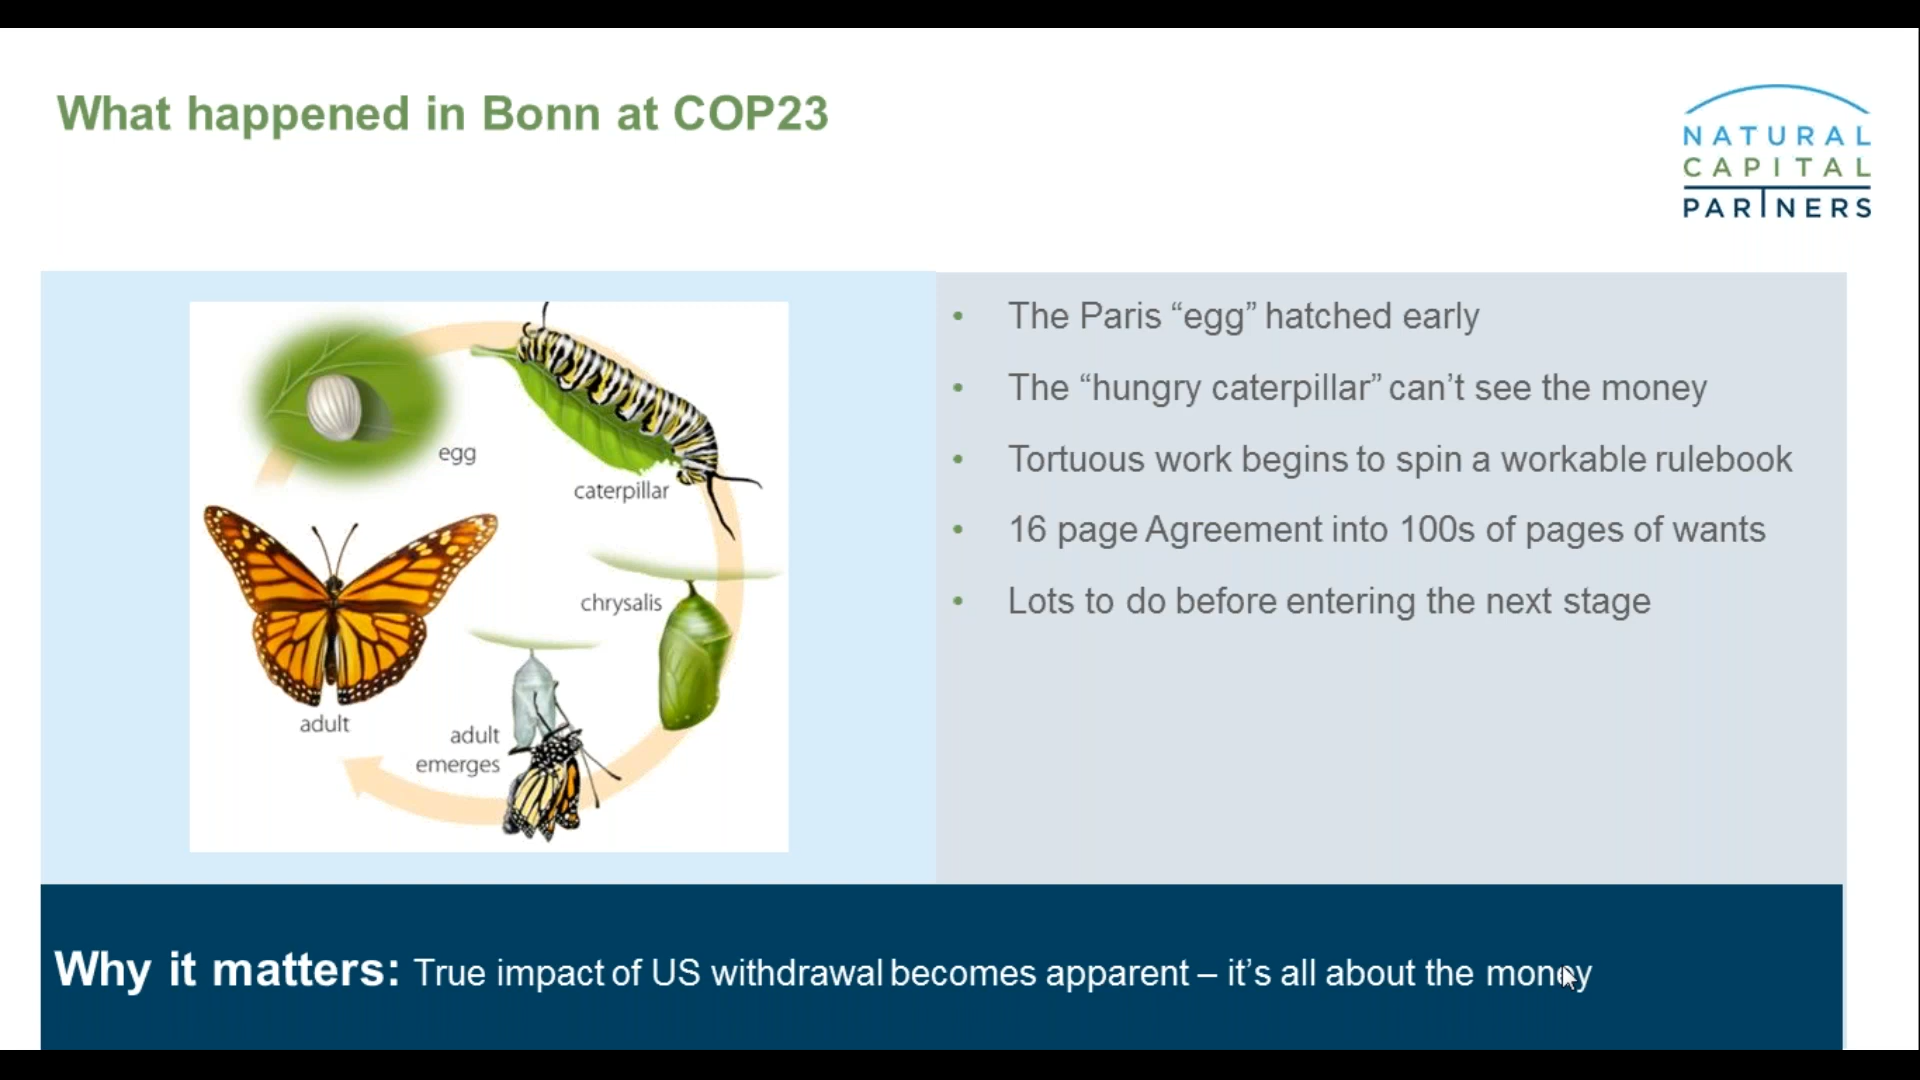 What happened in Bonn at COP23
NATURAL
CAPITAL
PARTNERS
egg
caterpillar
chrysalis
adult
emerges
adult
• The Paris “egg” hatched early
• The “hungry caterpillar” can’t see the money
• Tortuous work begins to spin a workable rulebook
• 16 page Agreement into 100s of pages of wants
• Lots to do before entering the next stage
Why it matters: True impact of US withdrawal becomes apparent – it’s all about the money